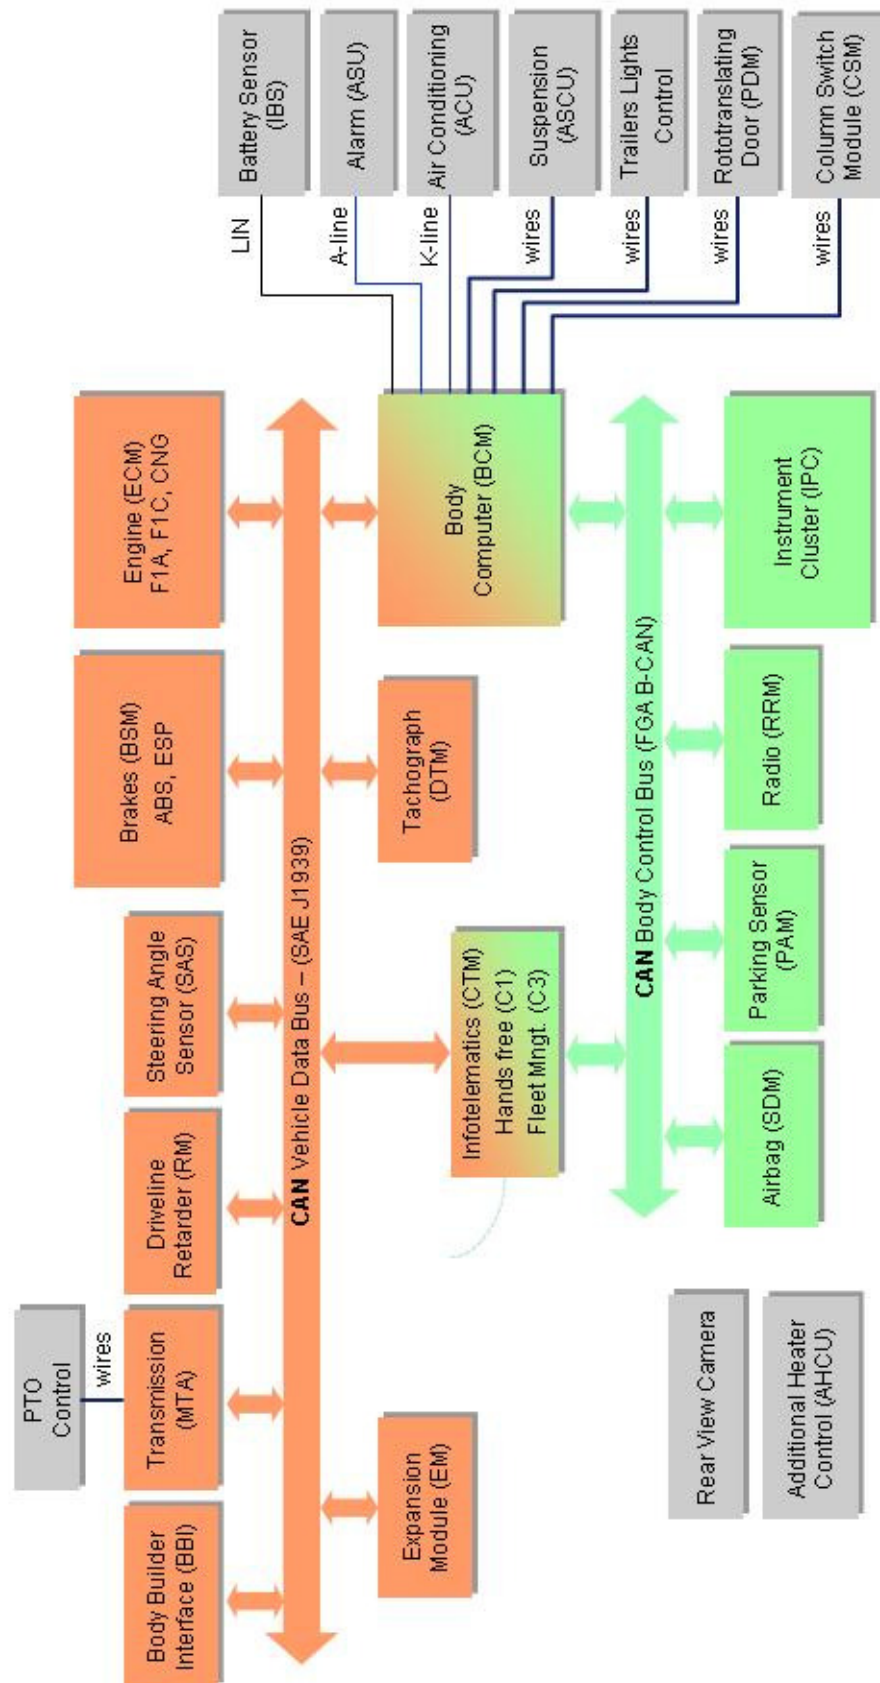 PTO
Control
wires
Body Builder
Interface (BBI)
Transmission
(MTA)
Driveline
Retarder (RM)
Steering Angle
Sensor (SAS)
Brakes (BSM)
ABS, ESP
Engine (ECM)
F1A, F1C, CNG
CAN Vehicle Data Bus – (SAE J1939)
Expansion
Module (EM)
Infotelematics (CTM)
Hands free (C1)
Fleet Mngt. (C3)
Tachograph
(DTM)
Body
Computer (BCM)
CAN Body Control Bus (FGA B-CAN)
Rear View Camera
Additional Heater
Control (AHCU)
Airbag (SDM)
Parking Sensor
(PAM)
Radio (RRM)
Instrument
Cluster (IPC)
LIN
Battery Sensor
(IBS)
A-line
Alarm (ASU)
K-line
Air Conditioning
(ACU)
wires
Suspension
(ASCU)
wires
Trailers Lights
Control
wires
Rototranslating
Door (PDM)
wires
Column Switch
Module (CSM)